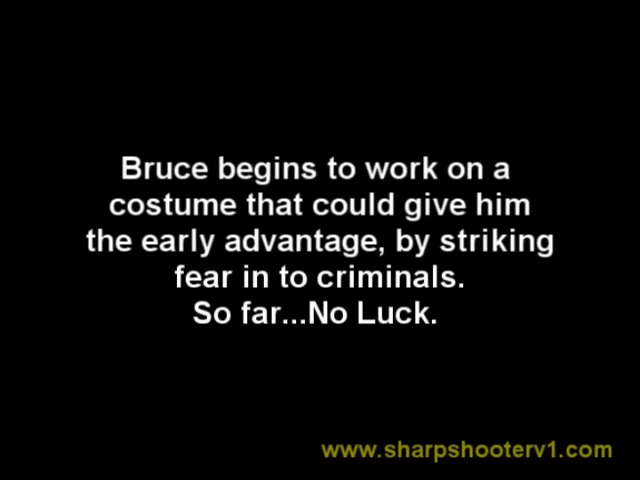 Bruce begins to work on a
costume that could give him
the early advantage, by striking
fear in to criminals.
So far...No Luck.
www.sharpshooterv1.com